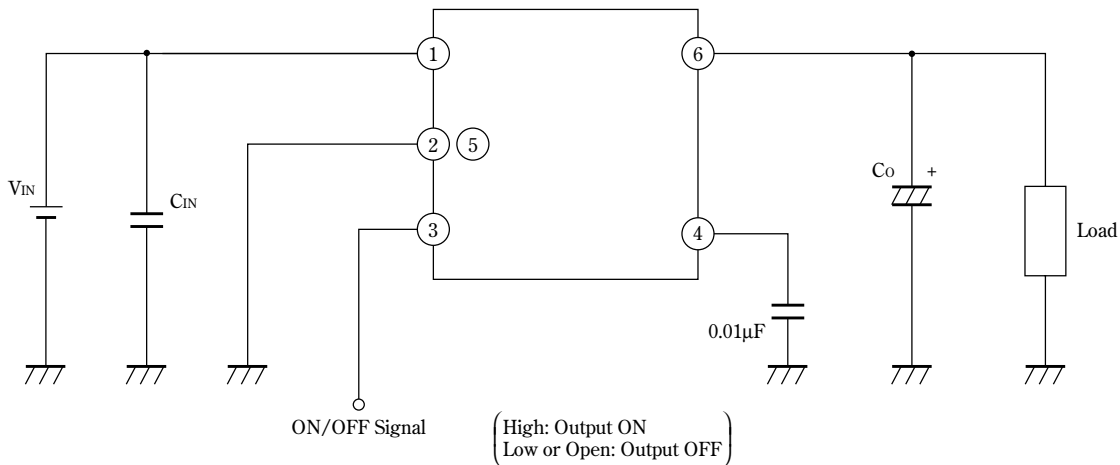 1
6
2
5
VIN
CIN
CO
+
3
4
Load
0.01µF
ON/OFF Signal
High: Output ON
Low or Open: Output OFF